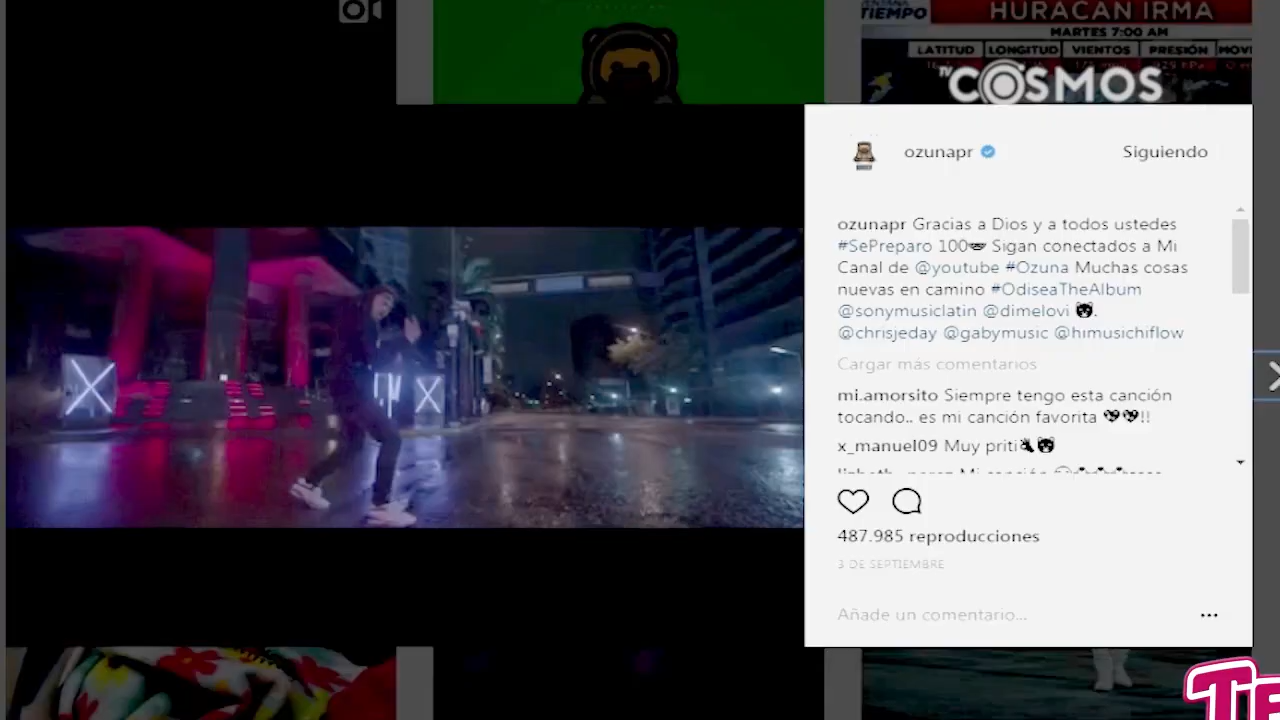 TIEMPO
HURACAN IRMA
MARTES 7:00 AM
LATITUD LONGITUD VIENTOS PRESIÓN
TV COSMOS
ozunapr
Siguiendo
ozunapr Gracias a Dios y a todos ustedes
#SePreparo 100 Sigan conectados a Mi
Canal de @youtube #Ozuna Muchas cosas
nuevas en camino #OdiseaTheAlbum
@sonymusiclatin @dimelovi .
@chrisjeday @gabymusic @himusichiflow
Cargar más comentarios
mi.amorsito Siempre tengo esta canción
tocando.. es mi canción favorita !!
x_manuel09 Muy priti
487.985 reproducciones
3 DE SEPTIEMBRE
Añade un comentario...